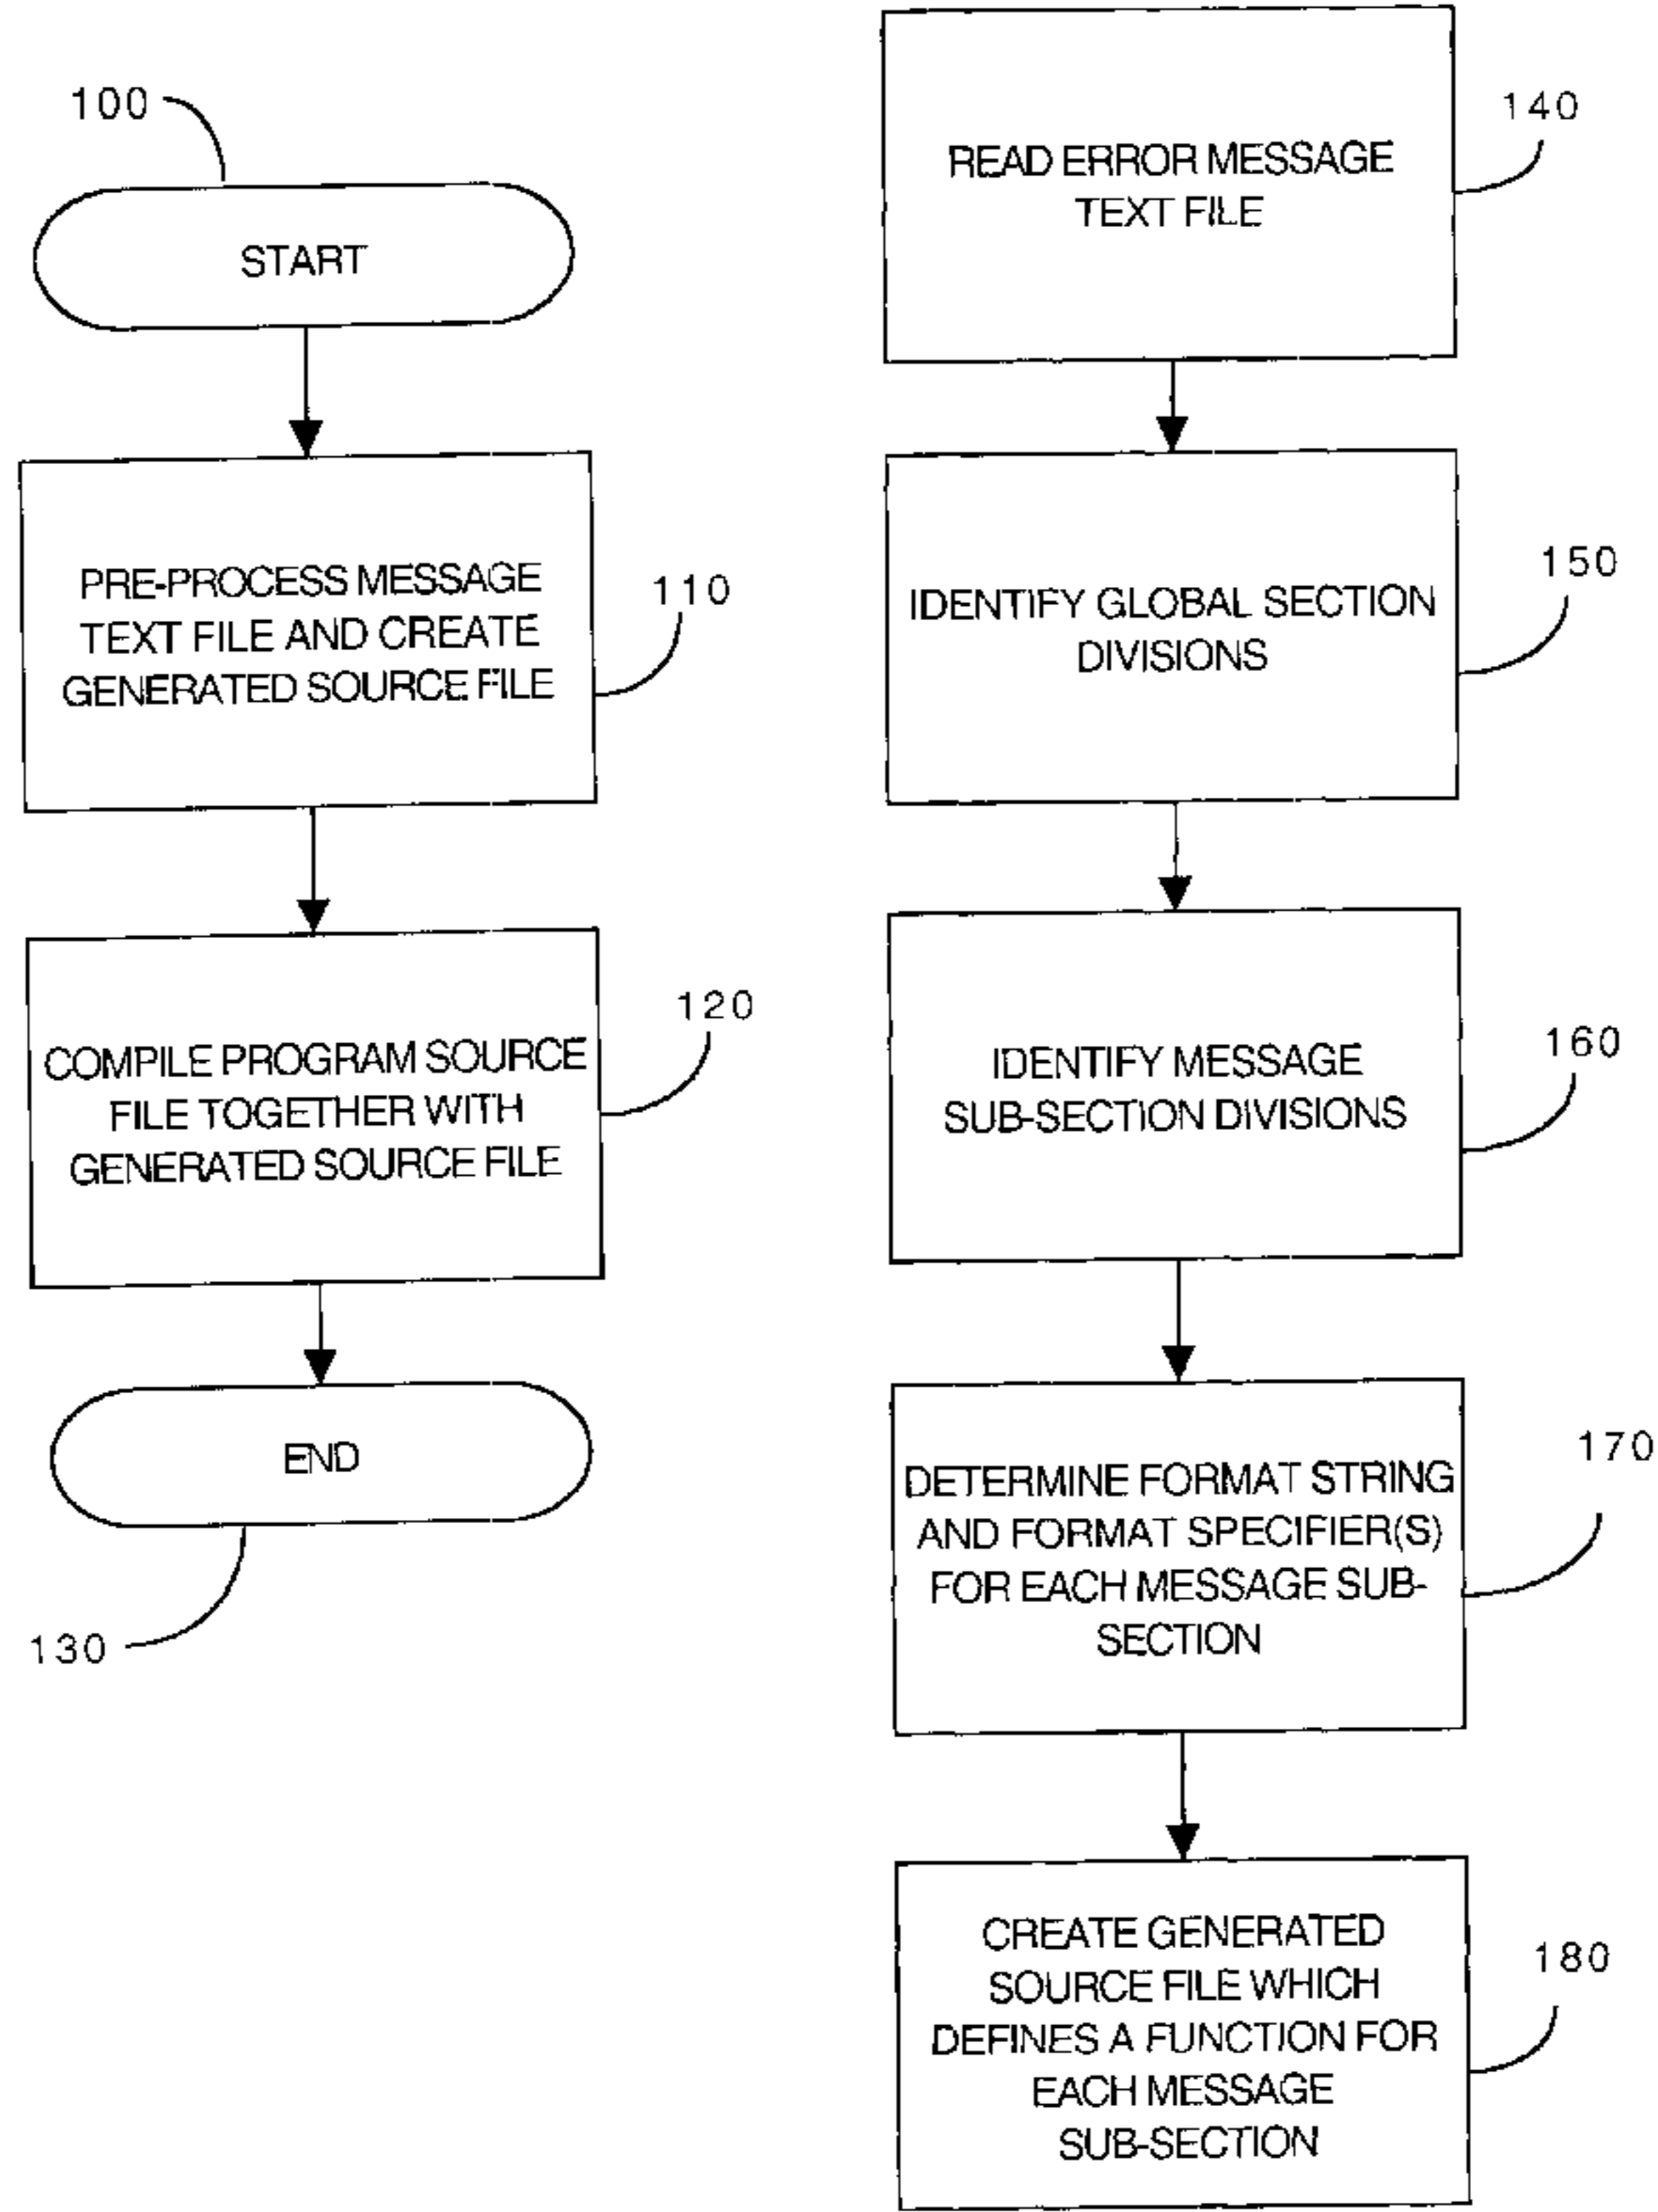 100
START
PRE-PROCESS MESSAGE
TEXT FILE AND CREATE
GENERATED SOURCE FILE
110
COMPILE PROGRAM SOURCE
FILE TOGETHER WITH
GENERATED SOURCE FILE
120
END
130
READ ERROR MESSAGE
TEXT FILE
140
IDENTIFY GLOBAL SECTION
DIVISIONS
150
IDENTIFY MESSAGE
SUB-SECTION DIVISIONS
160
DETERMINE FORMAT STRING
AND FORMAT SPECIFIER(S)
FOR EACH MESSAGE SUB-
SECTION
170
CREATE GENERATED
SOURCE FILE WHICH
DEFINES A FUNCTION FOR
EACH MESSAGE
SUB-SECTION
180